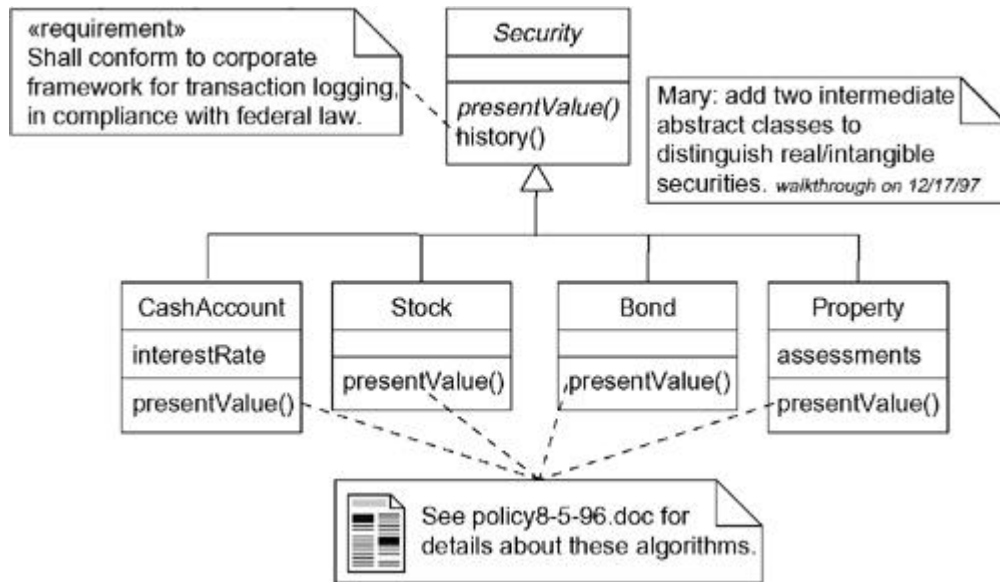 «requirement»
Shall conform to corporate
framework for transaction logging,
in compliance with federal law.
Security
presentValue()
history()
Mary: add two intermediate
abstract classes to
distinguish real/intangible
securities. walkthrough on 12/17/97
CashAccount
interestRate
presentValue()
Stock
presentValue()
Bond
presentValue()
Property
assessments
presentValue()
See policy8-5-96.doc for
details about these algorithms.